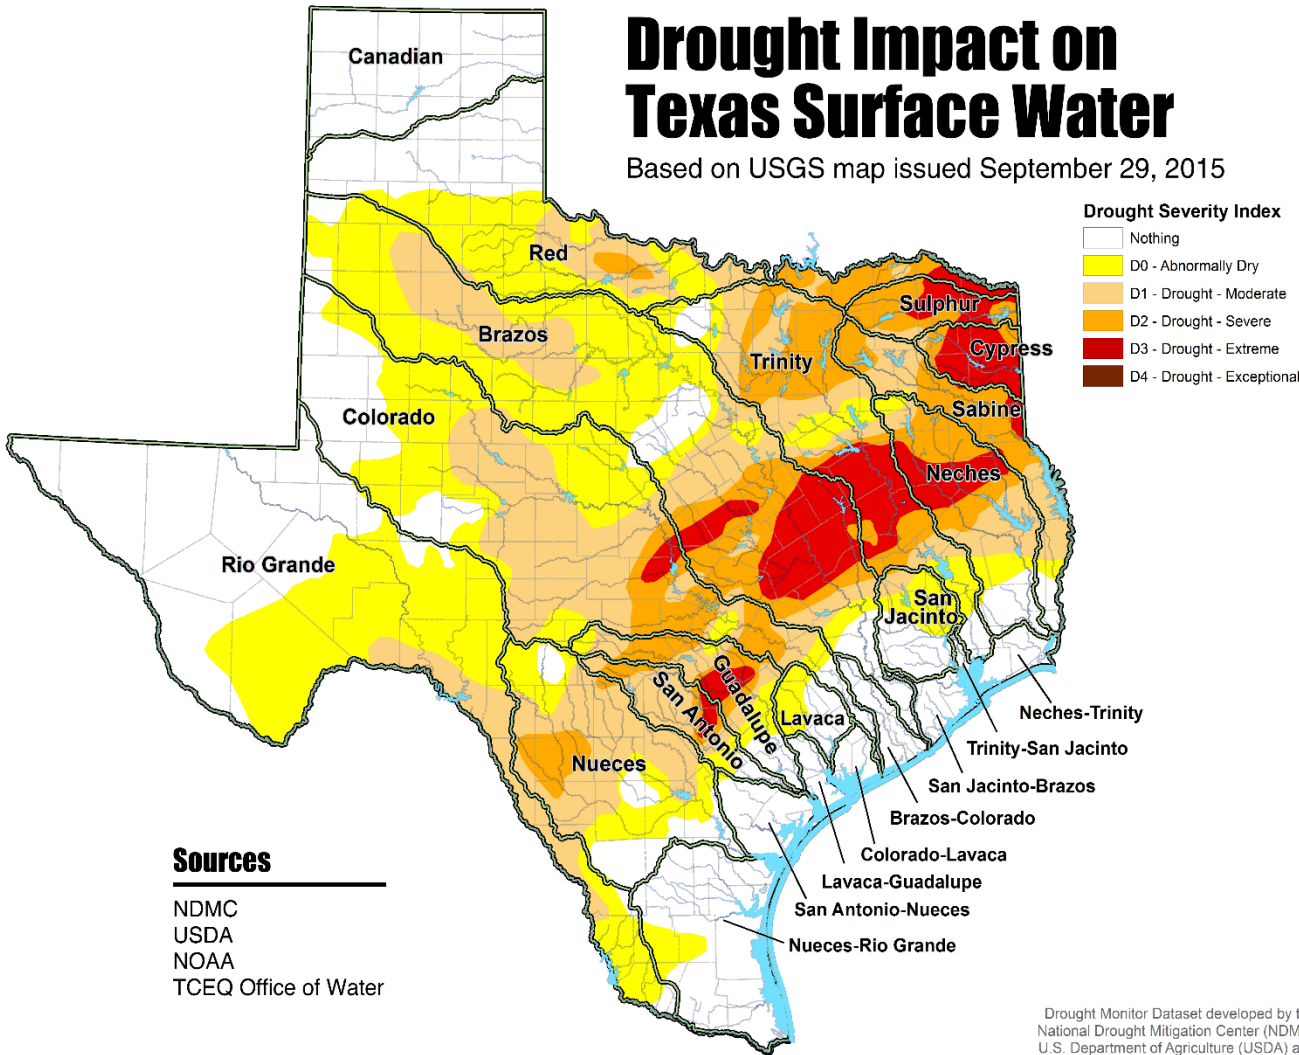 Drought Impact on
Texas Surface Water
Based on USGS map issued September 29, 2015
Drought Severity Index
Nothing
D0 - Abnormally Dry
D1 - Drought - Moderate
D2 - Drought - Severe
D3 - Drought - Extreme
D4 - Drought - Exceptional
Canadian
Red
Sulphur
Brazos
Cypress
Trinity
Colorado
Sabine
Neches
Rio Grande
San
Jacinto
Guadalupe
San Antonio
Lavaca
Nueces
Neches-Trinity
Trinity-San Jacinto
San Jacinto-Brazos
Brazos-Colorado
Colorado-Lavaca
Lavaca-Guadalupe
San Antonio-Nueces
Nueces-Rio Grande
Sources
NDMC
USDA
NOAA
TCEQ Office of Water
Drought Monitor Dataset developed by
National Drought Mitigation Center (NDM
U.S. Department of Agriculture (USDA) a